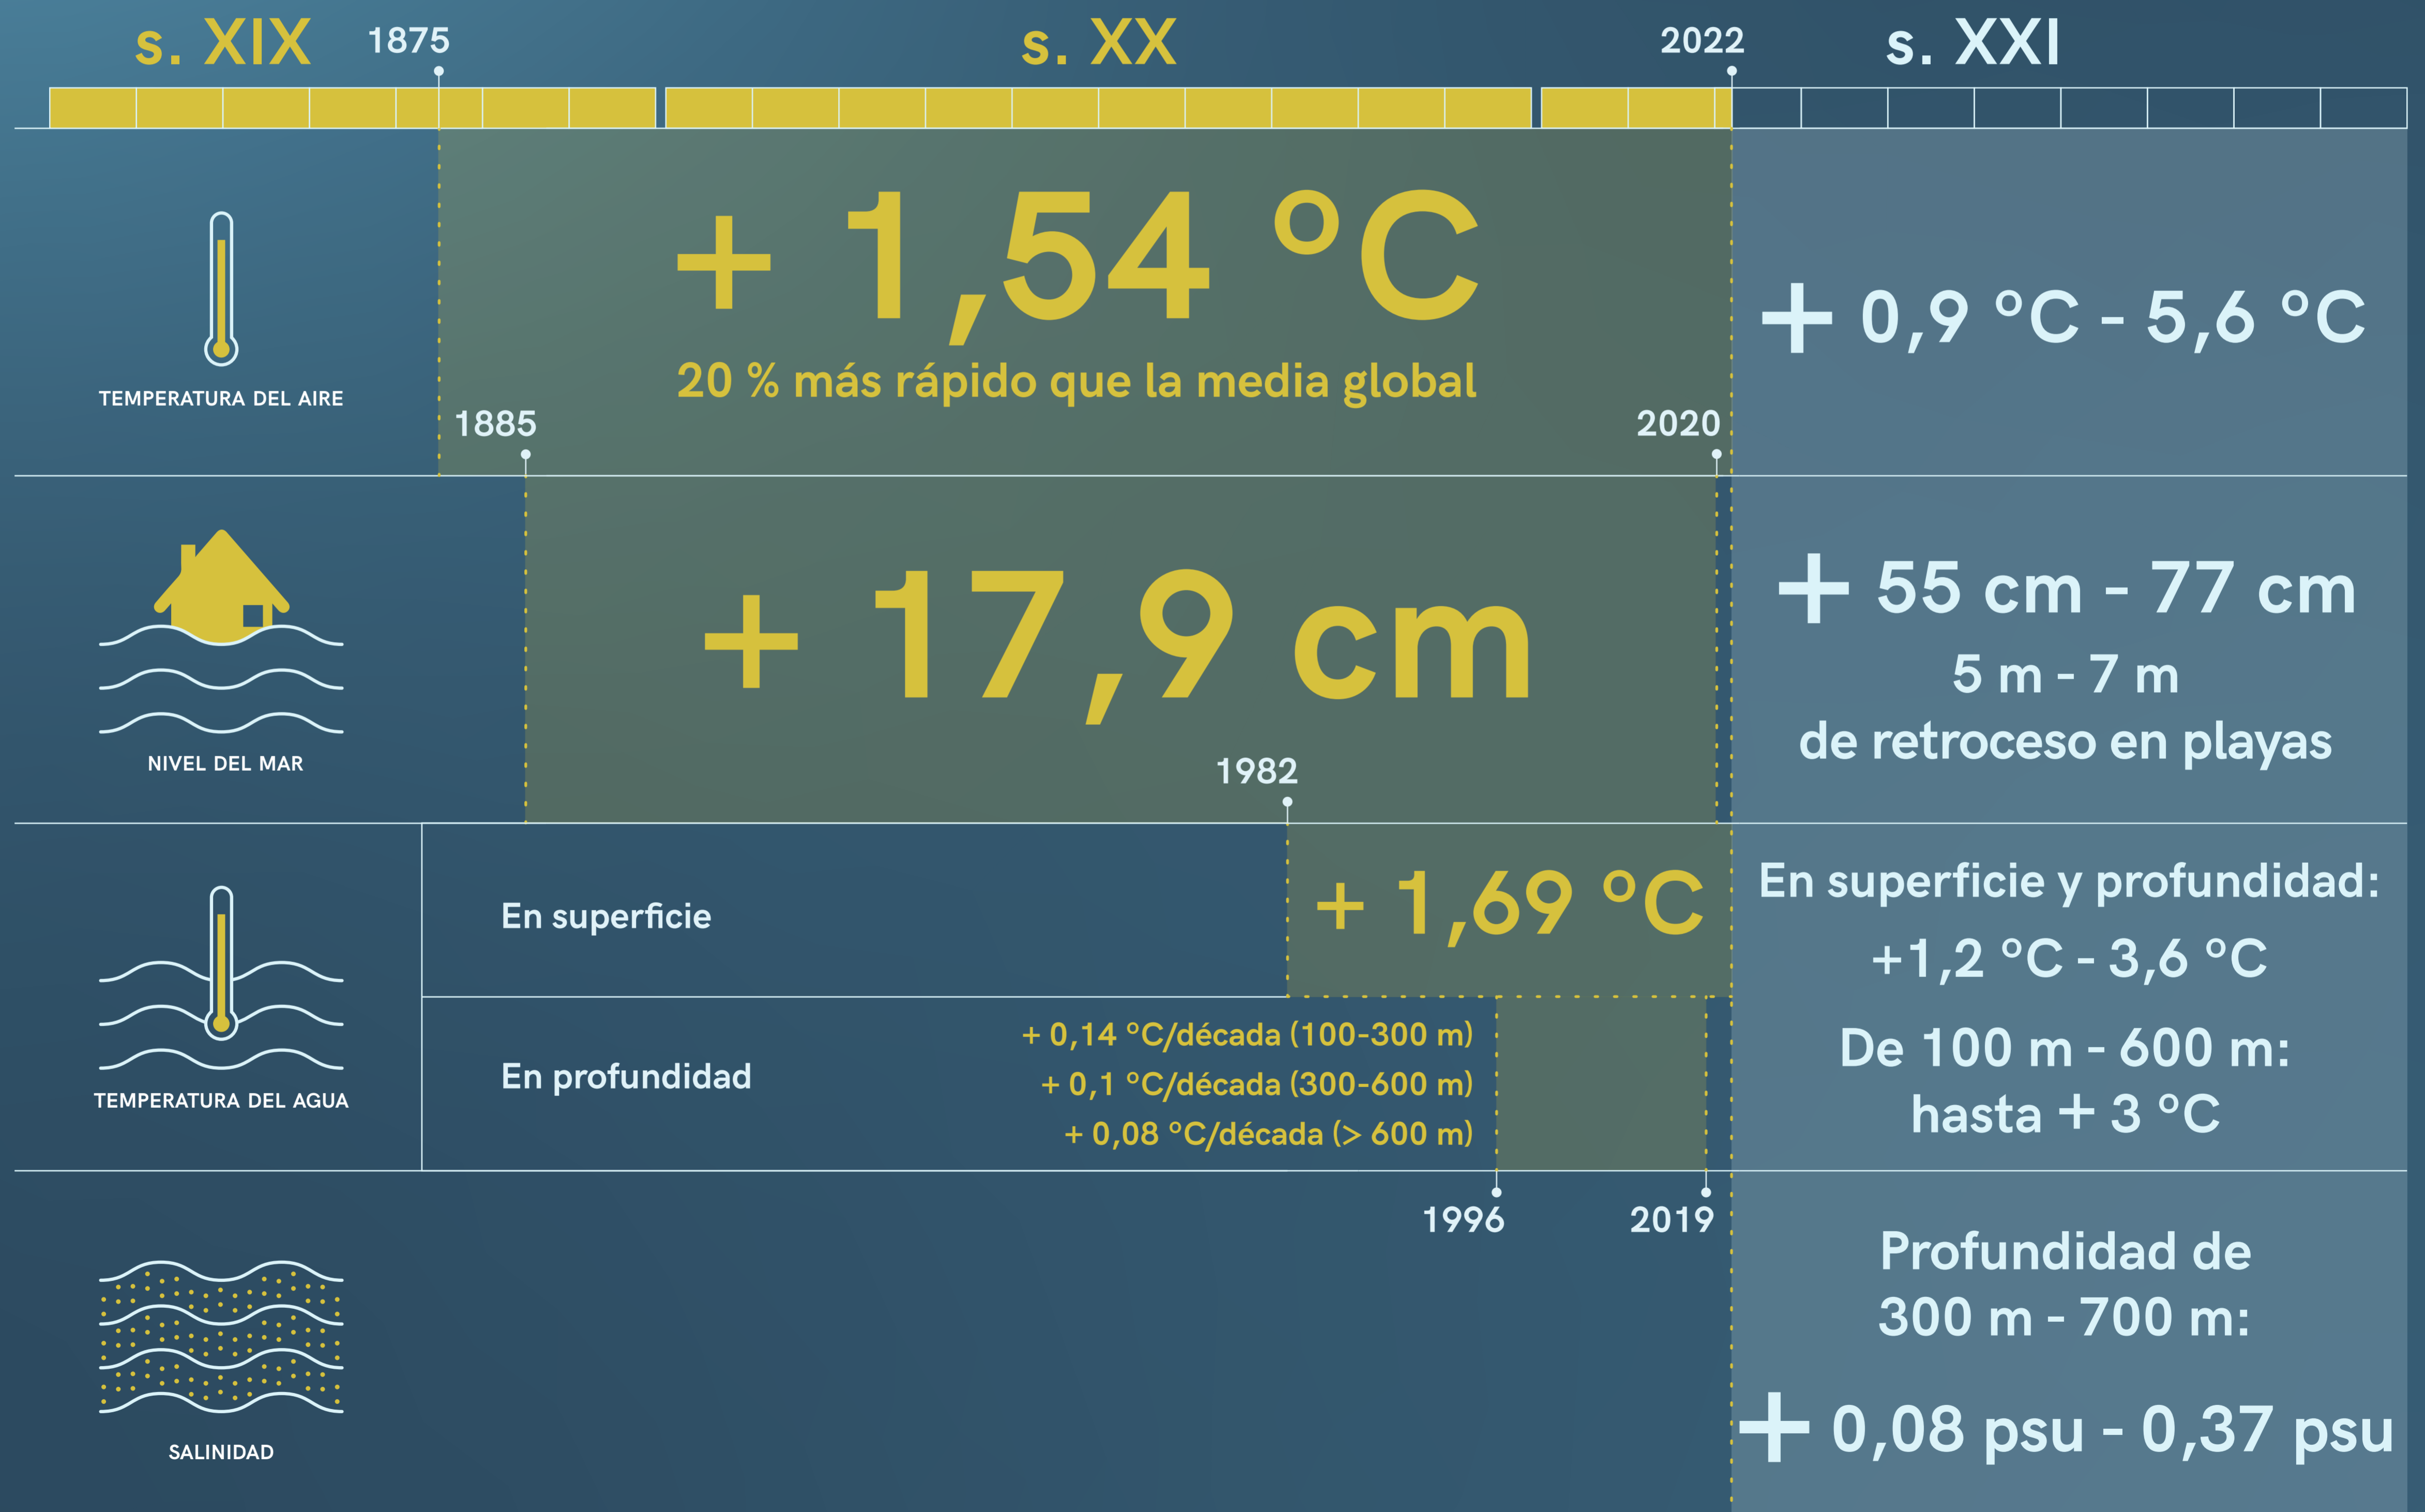 s. XIX
1875
s. XX
2022
s. XXI
TEMPERATURA DEL AIRE
+ 1,54 °C
20 % más rápido que la media global
+ 0,9 °C - 5,6 °C
1885
2020
NIVEL DEL MAR
+ 17,9 cm
+ 55 cm - 77 cm
5 m - 7 m
de retroceso en playas
1982
TEMPERATURA DEL AGUA
En superficie
+ 1,69 °C
En profundidad
+ 0,14 °C/década (100-300 m)
+ 0,1 °C/década (300-600 m)
+ 0,08 °C/década (> 600 m)
En superficie y profundidad:
+1,2 °C - 3,6 °C
De 100 m - 600 m:
hasta + 3 °C
1996
2019
SALINIDAD
Profundidad de
300 m - 700 m:
+ 0,08 psu - 0,37 psu